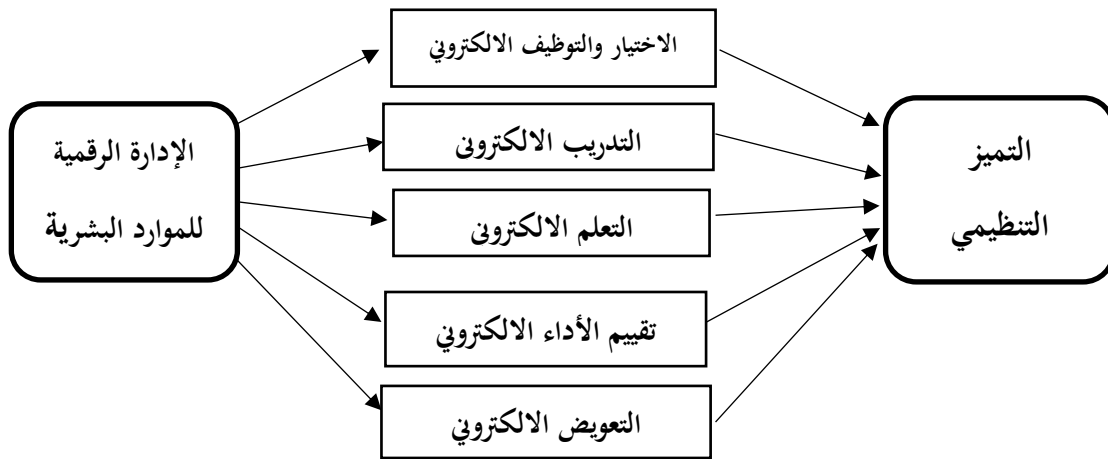 الإدارة الرقمية
للموارد البشرية
الاختيار والتوظيف الالكتروني
التدريب الالكترونى
التعلم الالكترونى
تقييم الأداء الالكتروني
التعويض الالكتروني
التميز
التنظيمي